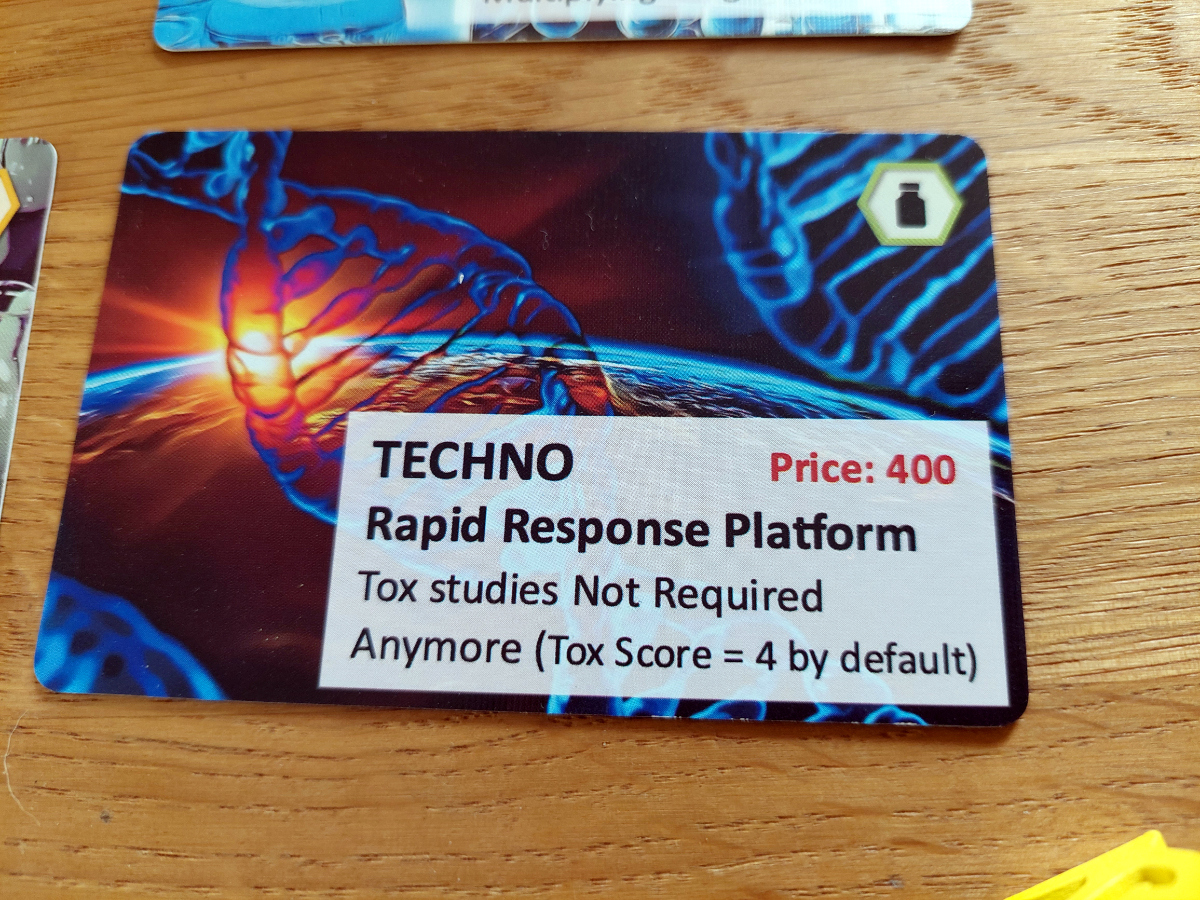 TECHNO
Price: 400
Rapid Response Platform
Tox studies Not Required
Anymore (Tox Score = 4 by default)